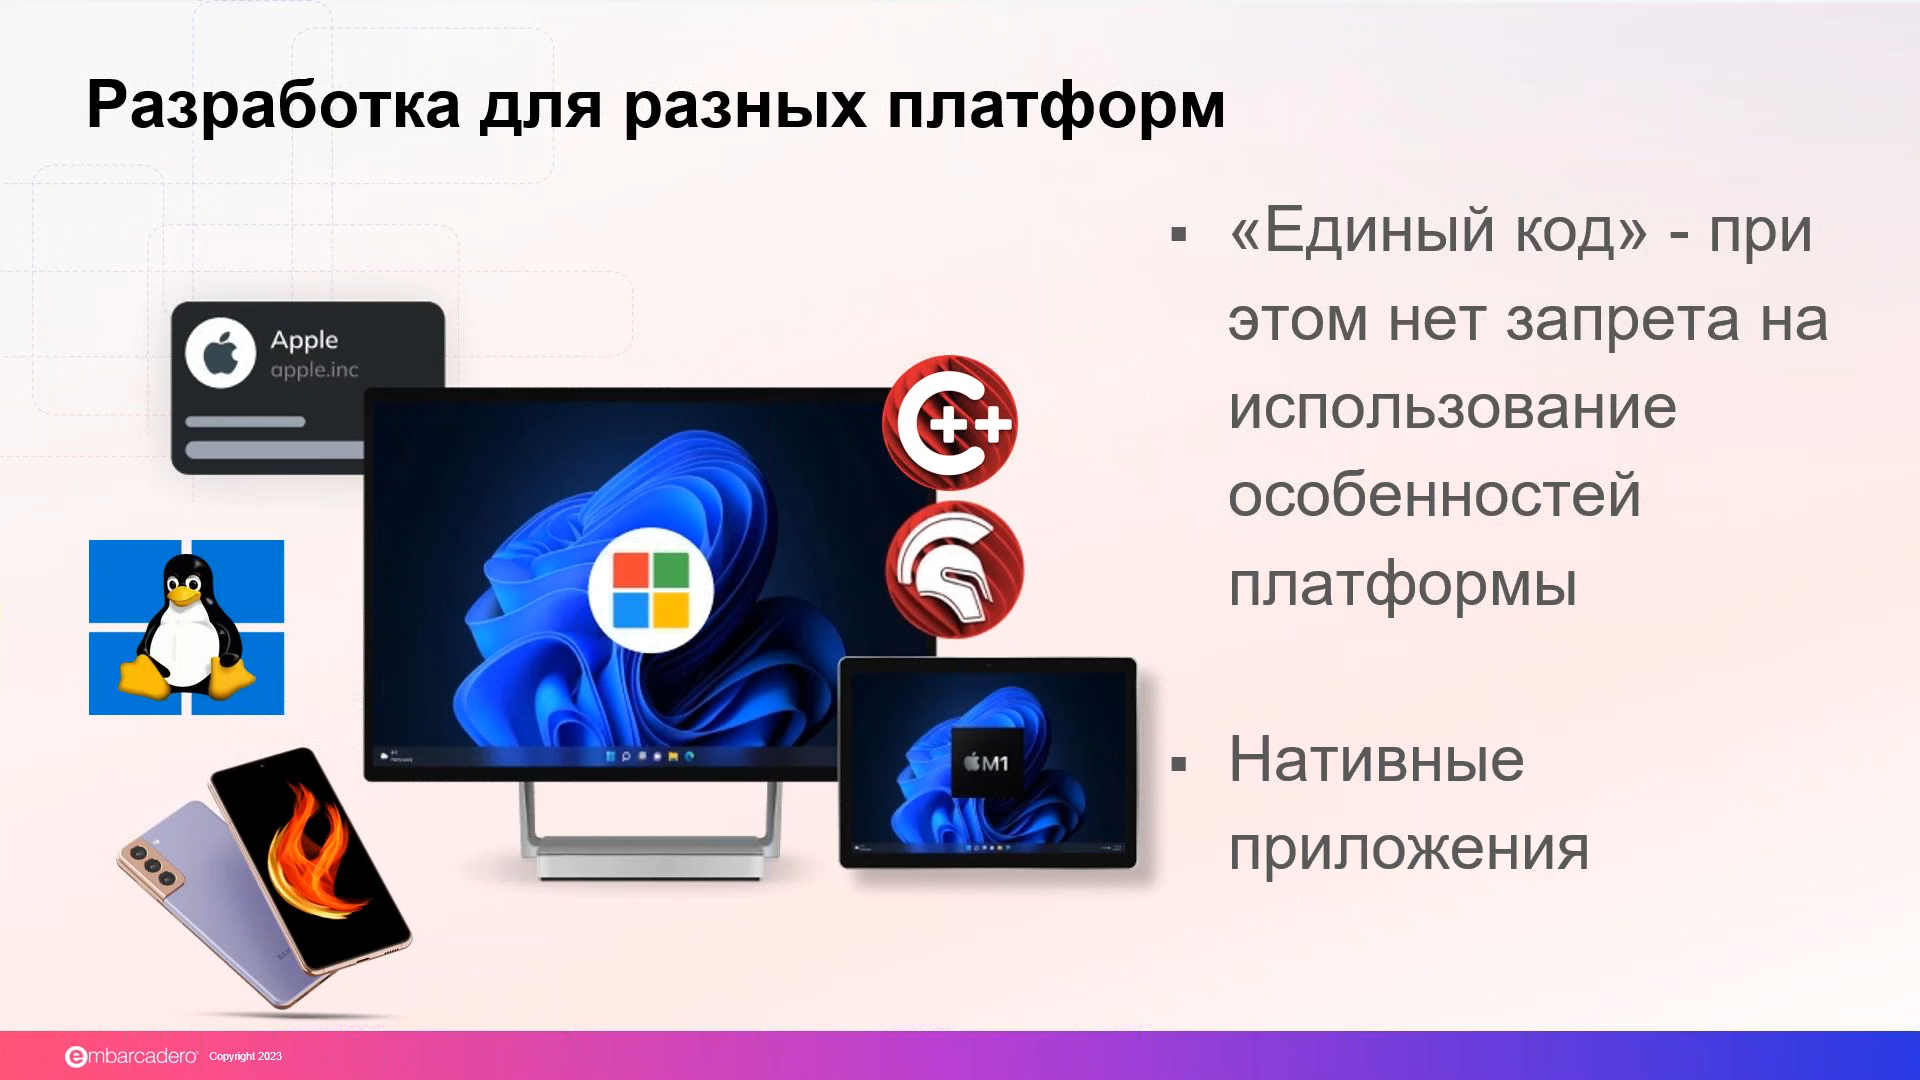 Разработка для разных платформ
▪ «Единый код» - при
этом нет запрета на
использование
особенностей
платформы
▪ Нативные
приложения
Apple
apple.inc
C++
M1
embarcadero
Copyright 2023